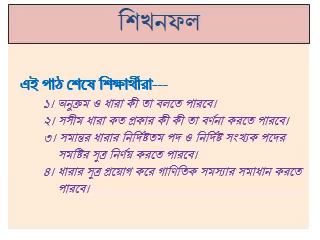 শিখনফল
এই পাঠ শেষে শিক্ষার্থীরা---
১। অনুক্রম ও ধারা কী তা বলতে পারবে।
২। সসীম ধারা কত প্রকার কী কী তা বর্ণনা করতে পারবে।
৩। সমান্তর ধারার নির্দিষ্টতম পদ ও নির্দিষ্ট সংখ্যক পদের
সমষ্টির সুত্র নির্ণয় করতে পারবে।
৪। ধারার সুত্র প্রয়োগ করে গাণিতিক সমস্যার সমাধান করতে
পারবে।